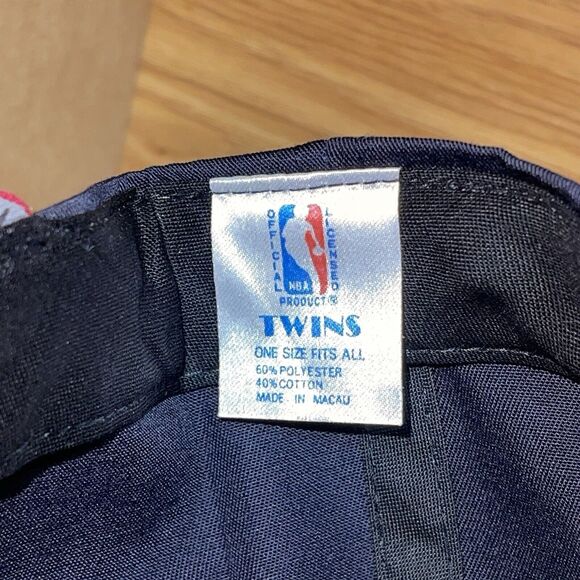 OFFICIAL
LICENSED
NBA
PRODUCT®
TWINS
ONE SIZE FITS ALL
60% POLYESTER
40% COTTON
MADE IN MACAU